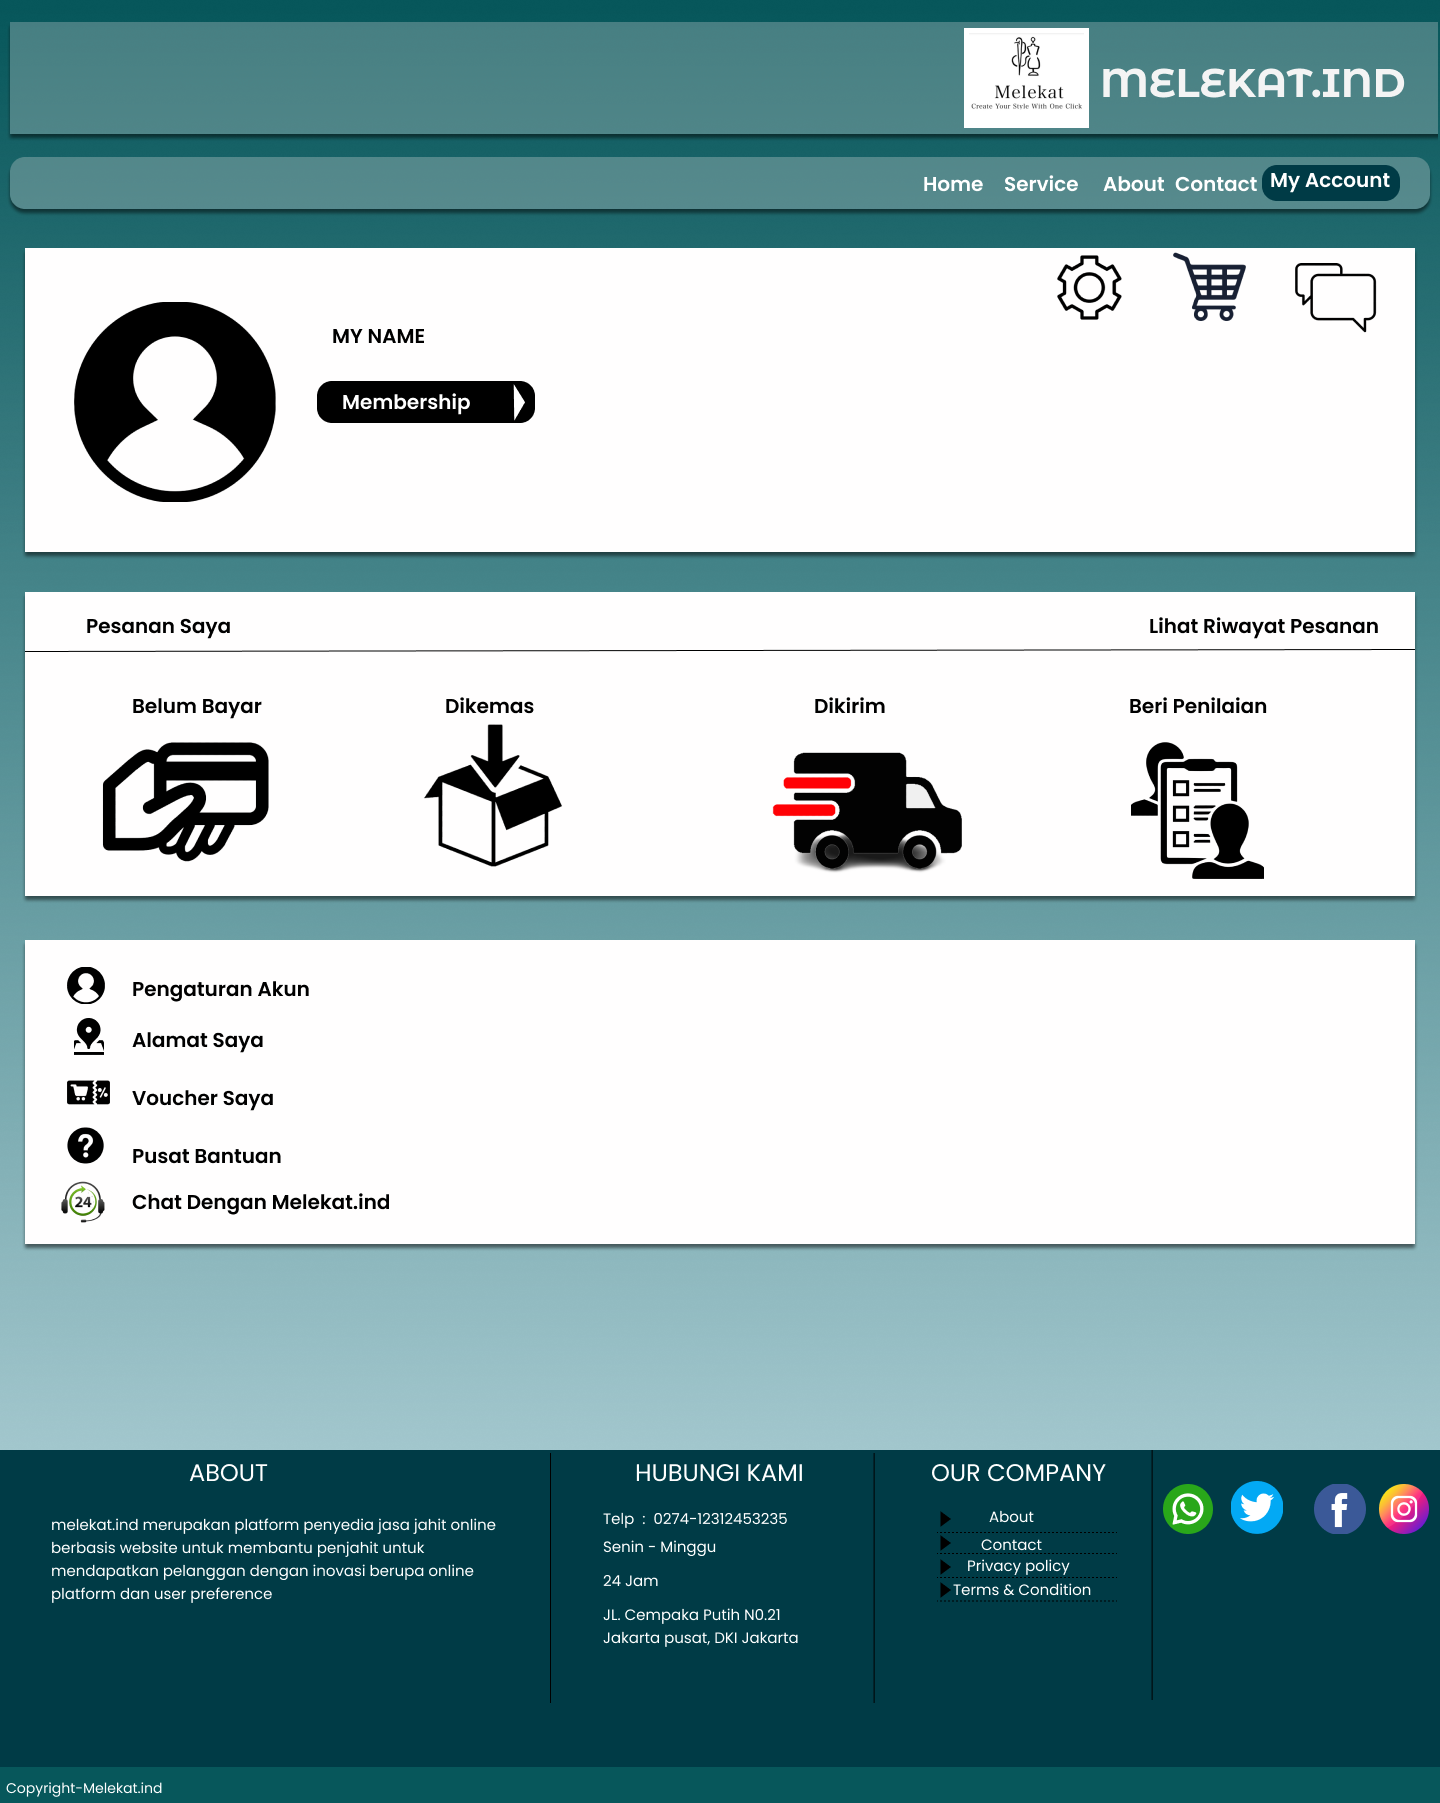 Melekat
Create Your Style With One Click
MELEKAT.IND
Home Service About Contact My Account
MY NAME
Membership
Pesanan Saya
Lihat Riwayat Pesanan
Belum Bayar
Dikemas
Dikirim
Beri Penilaian
Pengaturan Akun
Alamat Saya
%
Voucher Saya
?
Pusat Bantuan
24
Chat Dengan Melekat.ind
ABOUT
melekat.ind merupakan platform penyedia jasa jahit online
berbasis website untuk membantu penjahit untuk
mendapatkan pelanggan dengan inovasi berupa online
platform dan user preference
HUBUNGI KAMI
Telp : 0274-12312453235
Senin - Minggu
24 Jam
JL. Cempaka Putih N0.21
Jakarta pusat, DKI Jakarta
OUR COMPANY
About
Contact
Privacy policy
Terms & Condition
f
Copyright-Melekat.ind